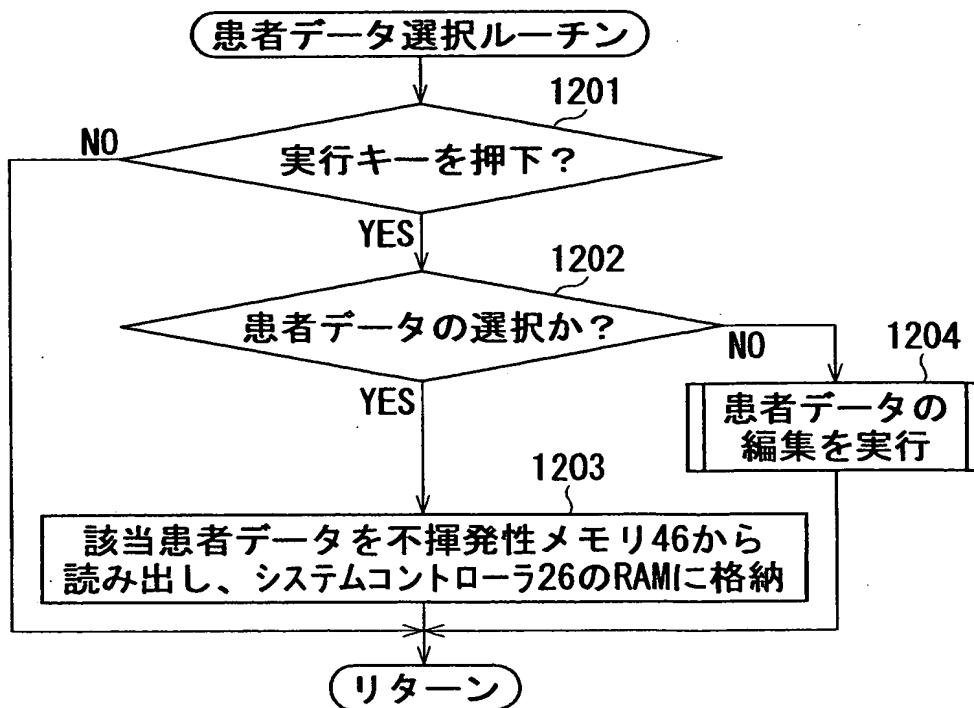 患者データ選択ルーチン
1201
NO
実行キーを押下?
YES
1202
患者データの選択か?
NO
1204
YES
患者データの
編集を実行
1203
該当患者データを不揮発性メモリ46から
読み出し、システムコントローラ26のRAMに格納
リターン